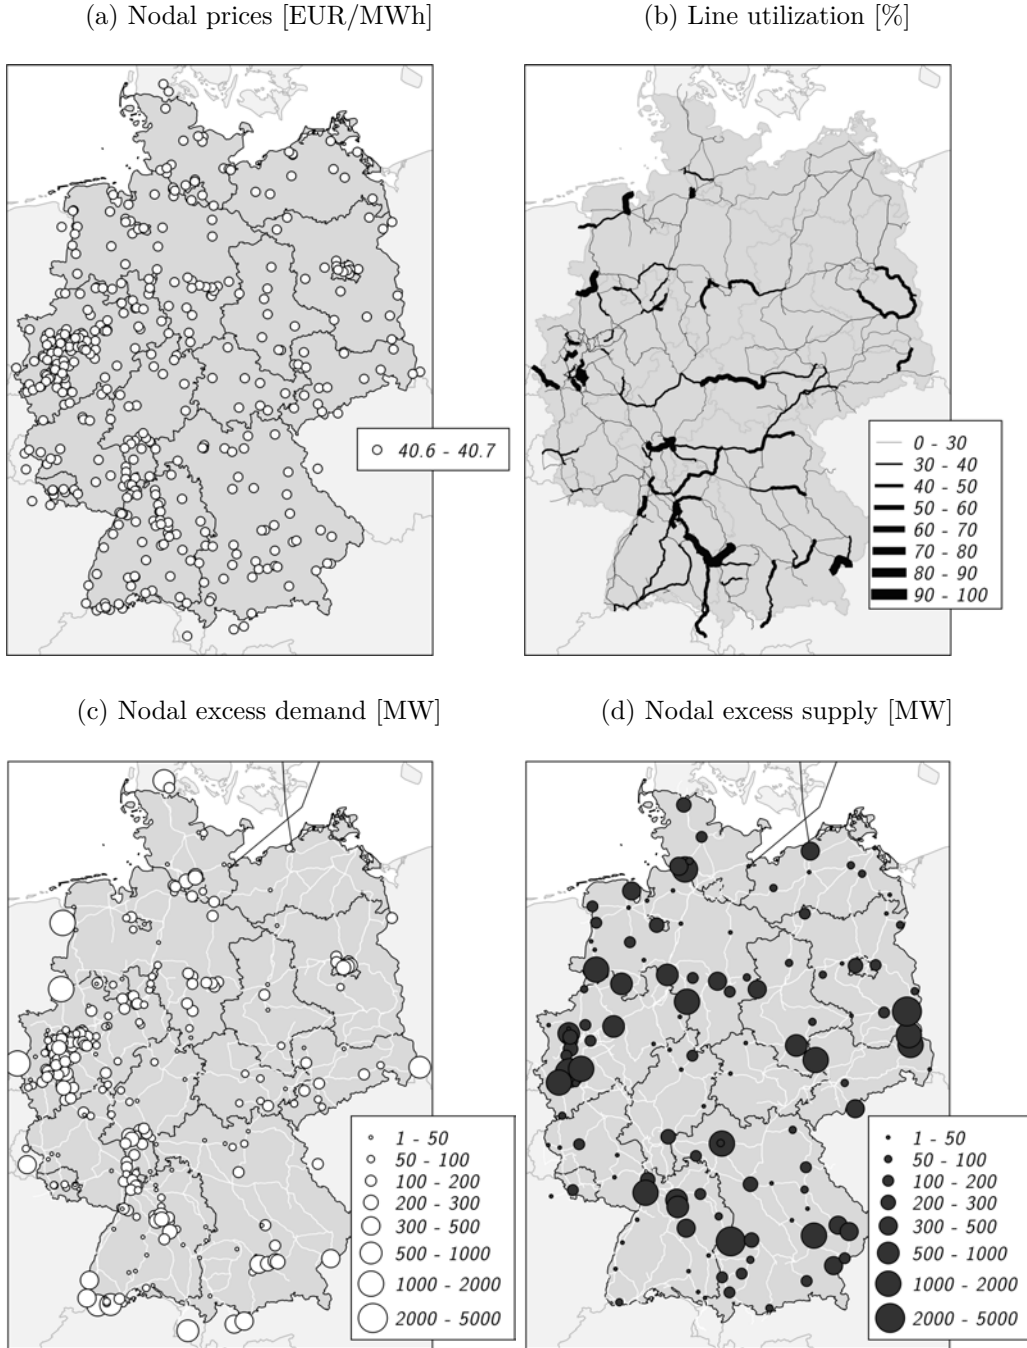 (a) Nodal prices [EUR/MWh]
(b) Line utilization [%]
40.6 - 40.7
0 - 30
30 - 40
40 - 50
50 - 60
60 - 70
70 - 80
80 - 90
90 - 100
(c) Nodal excess demand [MW]
(d) Nodal excess supply [MW]
1 - 50
50 - 100
100 - 200
200 - 300
300 - 500
500 - 1000
1000 - 2000
2000 - 5000
1 - 50
50 - 100
100 - 200
200 - 300
300 - 500
500 - 1000
1000 - 2000
2000 - 5000